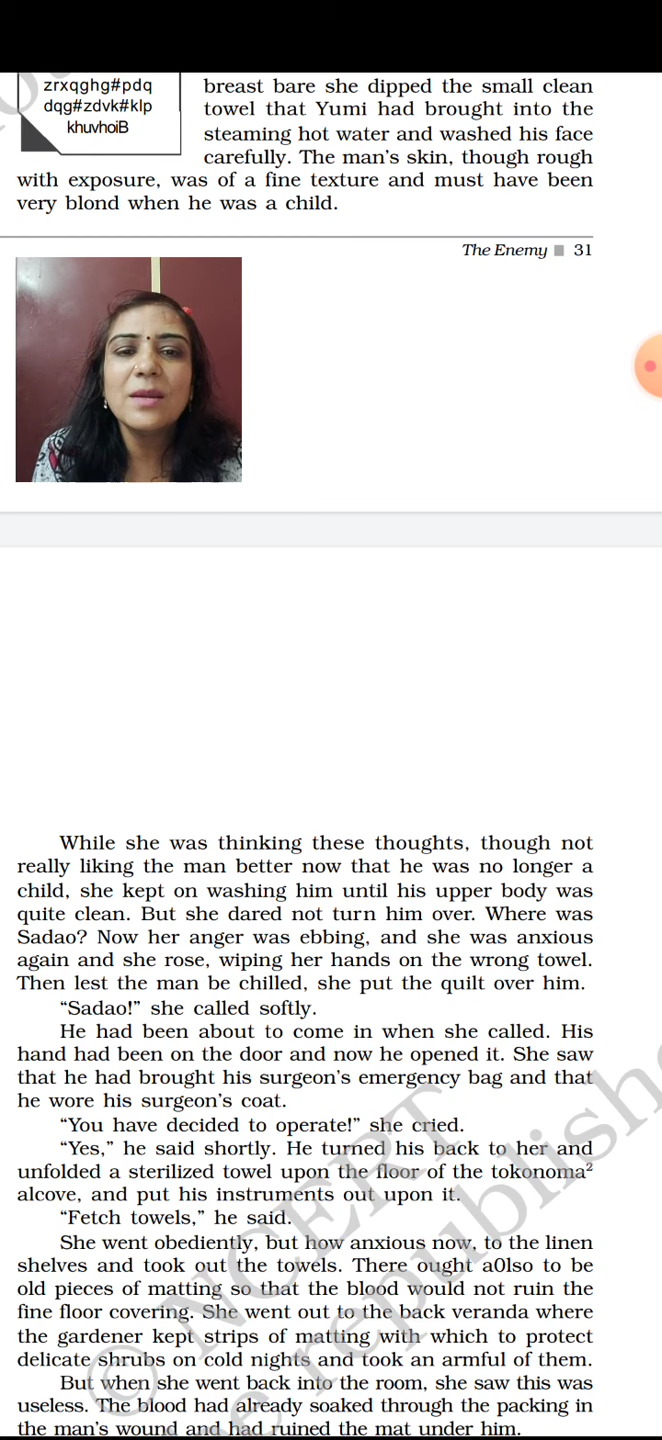 zrxqghg#pdq
dqg#zdvk#klp
khuvhoiB
breast bare she dipped the small clean
towel that Yumi had brought into the
steaming hot water and washed his face
carefully. The man's skin, though rough
with exposure, was of a fine texture and must have been
very blond when he was a child.
The Enemy 31
While she was thinking these thoughts, though not
really liking the man better now that he was no longer a
child, she kept on washing him until his upper body was
quite clean. But she dared not turn him over. Where was
Sadao? Now her anger was ebbing, and she was anxious
again and she rose, wiping her hands on the wrong towel.
Then lest the man be chilled, she put the quilt over him.
“Sadao!” she called softly.
He had been about to come in when she called. His
hand had been on the door and now he opened it. She saw
that he had brought his surgeon's emergency bag and that
he wore his surgeon's coat.
“You have decided to operate!” she cried.
“Yes,” he said shortly. He turned his back to her and
unfolded a sterilized towel upon the floor of the tokonoma²
alcove, and put his instruments out upon it.
“Fetch towels,” he said.
She went obediently, but how anxious now, to the linen
shelves and took out the towels. There ought a0lso to be
old pieces of matting so that the blood would not ruin the
fine floor covering. She went out to the back veranda where
the gardener kept strips of matting with which to protect
delicate shrubs on cold nights and took an armful of them.
But when she went back into the room, she saw this was
useless. The blood had already soaked through the packing in
the man's wound and had ruined the mat under him.
© NCERT
republishe